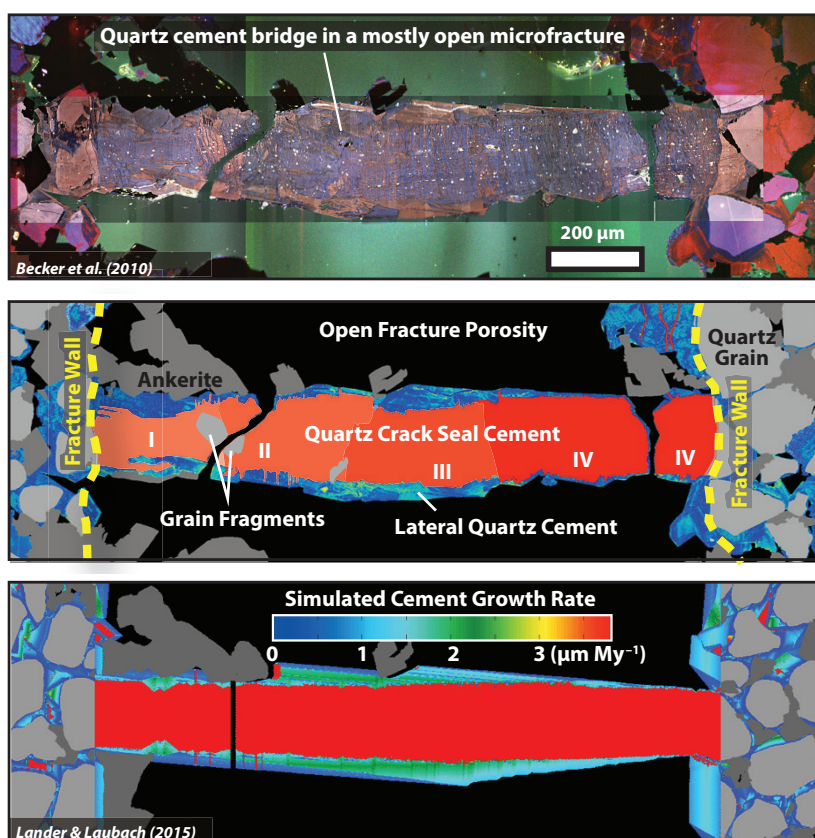 Quartz cement bridge in a mostly open microfracture
200 µm
Becker et al. (2010)
Open Fracture Porosity
Quartz
Grain
Ankerite
Fracture Wall
Fracture Wall
I
II
Quartz Crack Seal Cement
III
IV
IV
Grain Fragments
Lateral Quartz Cement
Simulated Cement Growth Rate
0 1 2 3 (µm My⁻¹)
Lander & Laubach (2015)